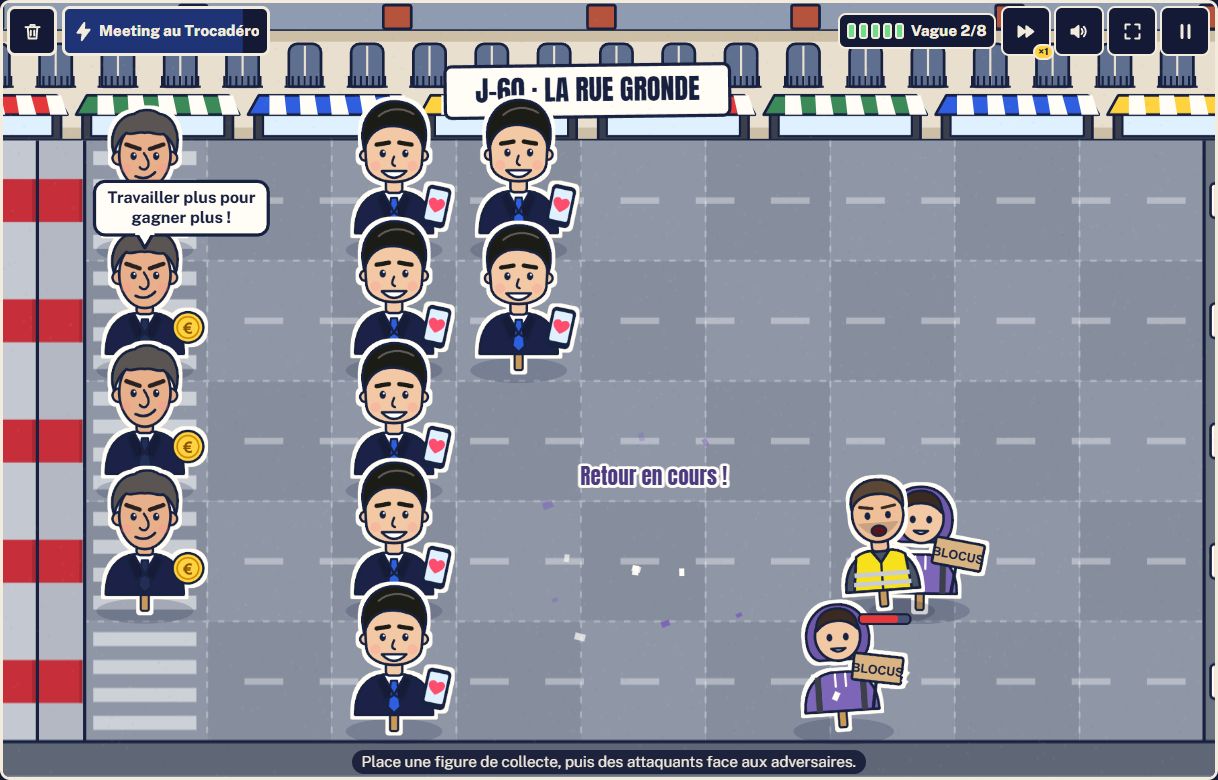 Meeting au Trocadéro
Vague 2/8
×1
J-60 · LA RUE GRONDE
Travailler plus pour
gagner plus !
€
€
€
Retour en cours !
BLOCUS
BLOCUS
Place une figure de collecte, puis des attaquants face aux adversaires.